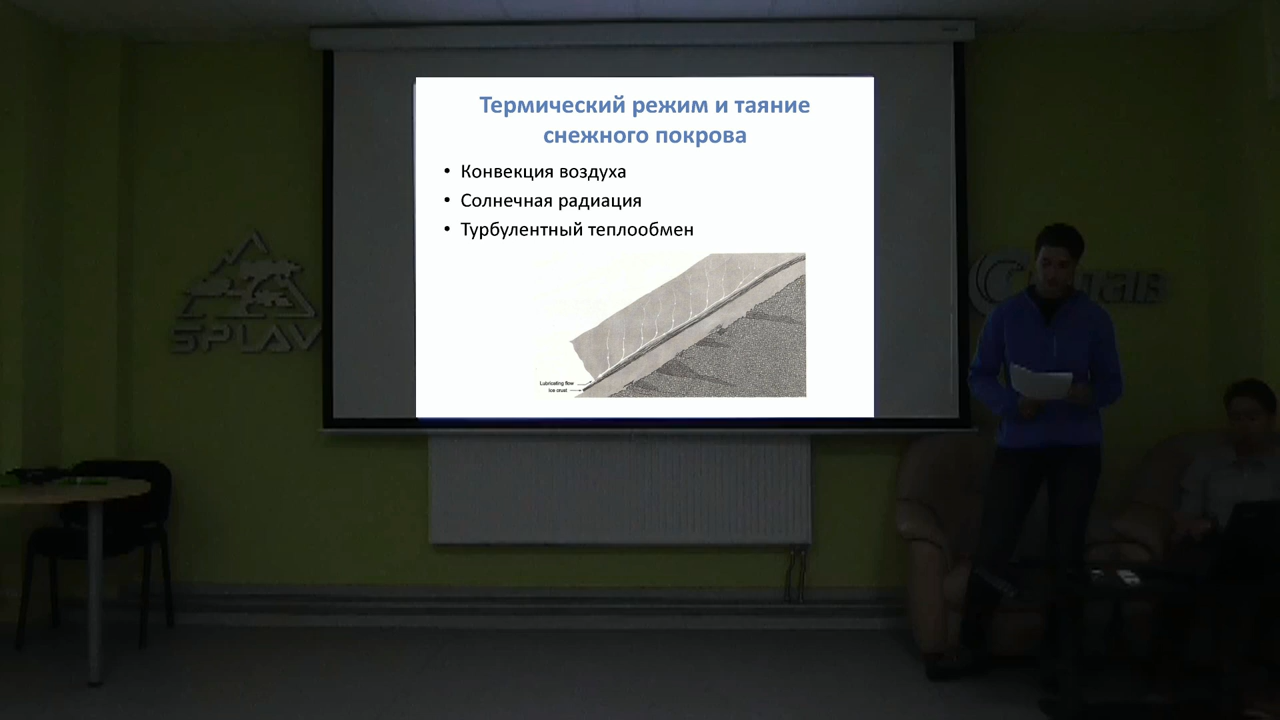 Термический режим и таяние
снежного покрова
• Конвекция воздуха
• Солнечная радиация
• Турбулентный теплообмен
Lubricating flow
Ice crust
SPLAV